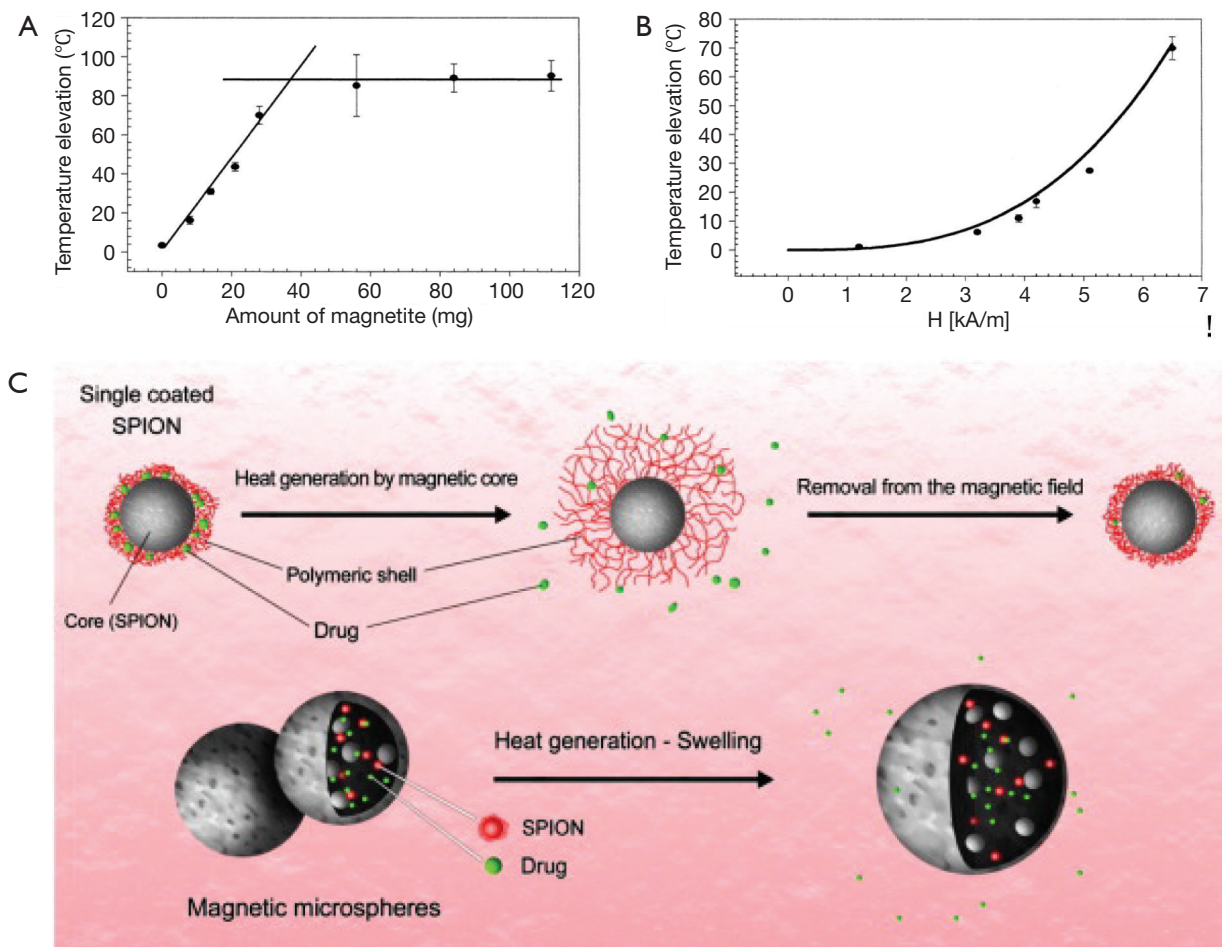 A
Temperature elevation (°C)
120
100
80
60
40
20
0
0 20 40 60 80 100 120
Amount of magnetite (mg)
B
Temperature elevation (°C)
80
70
60
50
40
30
20
10
0
0 1 2 3 4 5 6 7
H [kA/m]
!
C
Single coated
SPION
Heat generation by magnetic core
Removal from the magnetic field
Polymeric shell
Core (SPION)
Drug
Heat generation - Swelling
SPION
Drug
Magnetic microspheres